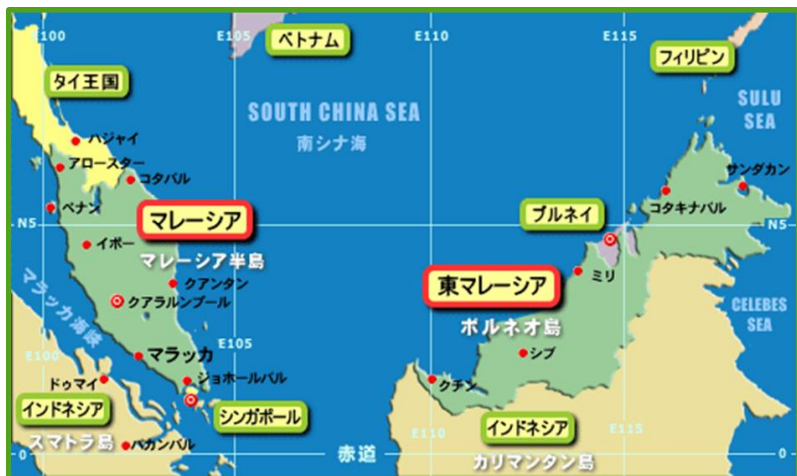 E100
E105
ベトナム
E110
E115
フィリピン
タイ王国
SOUTH CHINA SEA
南シナ海
SULU
SEA
ハジャイ
アロースター
コタバル
サンダカン
コタキナバル
ペナン
マレーシア
ブルネイ
N5
N5
イポー
マレーシア半島
ミリ
クアンタン
東マレーシア
クアラルンプール
マラッカ海峡
CELEBES
SEA
ボルネオ島
E100
マラッカ
E105
シブ
ドゥマイ
ジョホールバル
クチン
インドネシア
シンガポール
E110
インドネシア
E115
スマトラ島
パカンバル
0
赤道
カリマンタン島
0